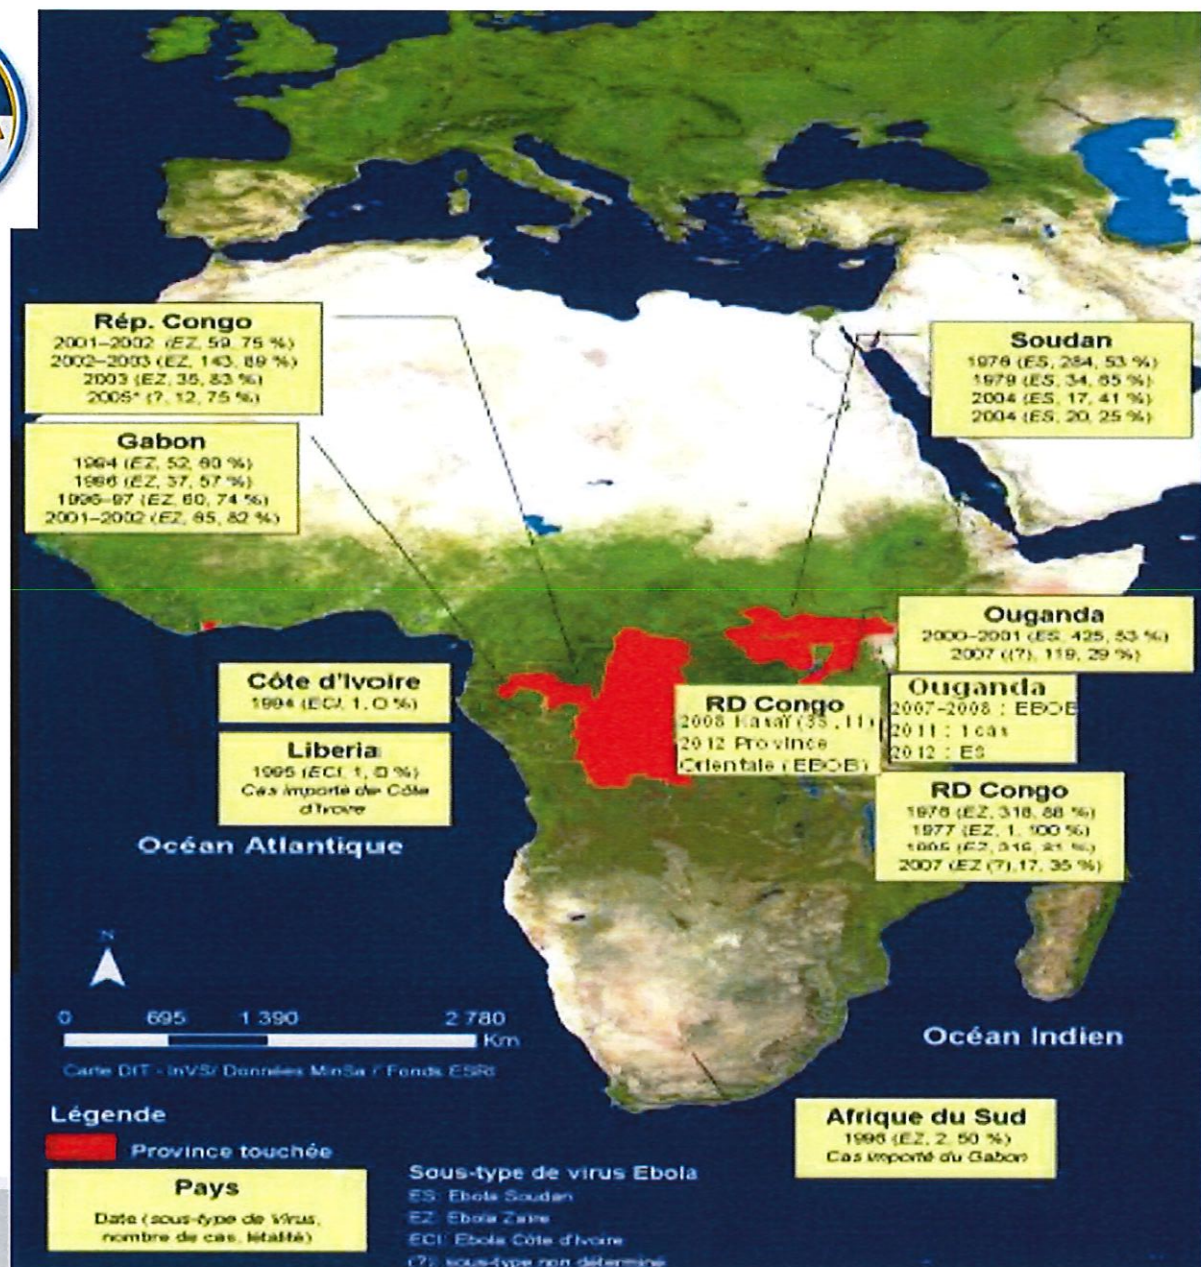 Rép. Congo
2001–2002 (EZ, 59, 75 %)
2002–2003 (EZ, 143, 89 %)
2003 (EZ, 35, 83 %)
2005* (?, 12, 75 %)
Gabon
1994 (EZ, 52, 60 %)
1996 (EZ, 37, 57 %)
1996–97 (EZ, 60, 74 %)
2001–2002 (EZ, 65, 82 %)
Soudan
1976 (ES, 284, 53 %)
1979 (ES, 34, 65 %)
2004 (ES, 17, 41 %)
2004 (ES, 20, 25 %)
Ouganda
2000–2001 (ES, 425, 53 %)
2007 ((?), 119, 29 %)
Ouganda
2007-2008 : EBOB
2011 : 1cas
2012 : ES
RD Congo
2008 Kasaï (33, 11)
2012 Province
Orientale (EBOB)
RD Congo
1976 (EZ, 318, 88 %)
1977 (EZ, 1, 100 %)
1995 (EZ, 315, 81 %)
2007 (EZ (?),17, 35 %)
Côte d'Ivoire
1994 (ECI, 1, 0 %)
Liberia
1995 (ECI, 1, 0 %)
Cas importé de Côte
d'Ivoire
Océan Atlantique
Océan Indien
N
0 695 1 390 2 780
Km
Carte DIT - InVS/ Données MinSa / Fonds ESRI
Afrique du Sud
1996 (EZ, 2, 50 %)
Cas importé du Gabon
Légende
Province touchée
Pays
Date (sous-type de Virus,
nombre de cas, létalité)
Sous-type de virus Ebola
ES: Ebola Soudan
EZ: Ebola Zaïre
ECI: Ebola Côte d'Ivoire
(?): sous-type non déterminé